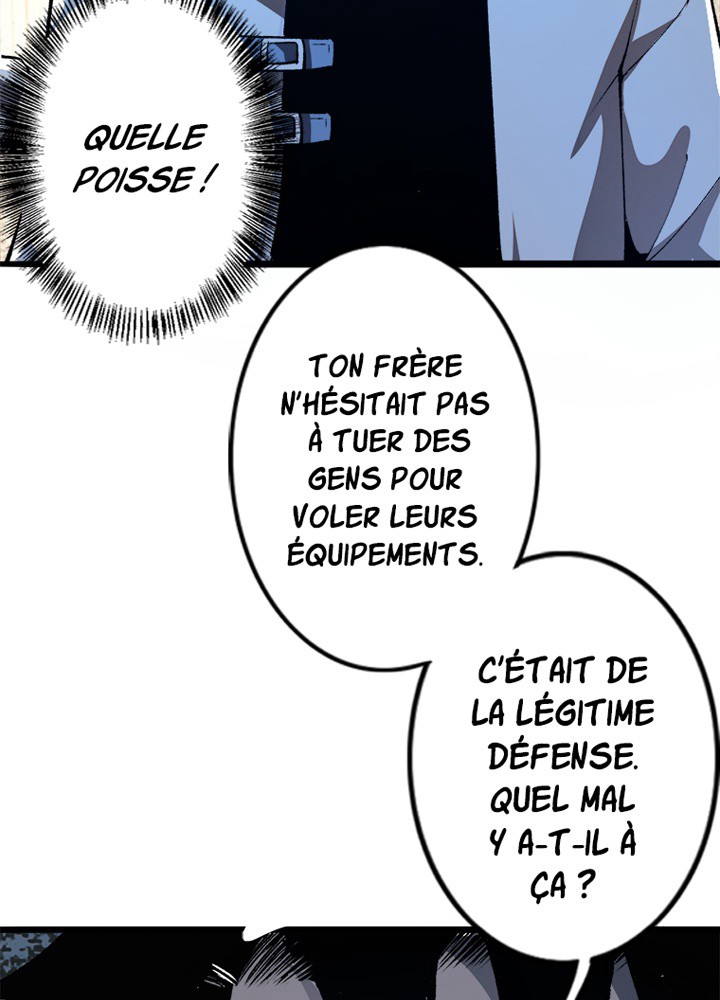 QUELLE
POISSE !
TON FRÈRE
N'HÉSITAIT PAS
À TUER DES
GENS POUR
VOLER LEURS
ÉQUIPEMENTS.
C'ÉTAIT DE
LA LÉGITIME
DÉFENSE.
QUEL MAL
Y A-T-IL À
ÇA ?